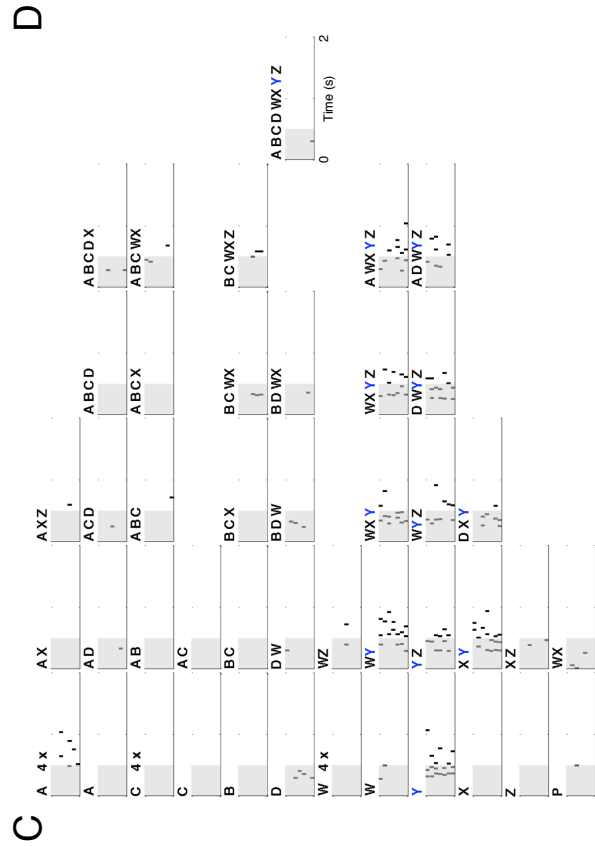 C D
A 4 x A X A X Z
A A D A C D A B C D A B C D X
C 4 x A B A B C A B C X A B C W X
C A C
B B C B C X B C W X B C W X Z
D D W B D W B D W X A B C D W X Y Z
0 2
Time (s)
W 4 x W Z
W W Y W X Y W X Y Z A W X Y Z
Y Y Z W Y Z D W Y Z A D W Y Z
X X Y D X Y
Z X Z
P W X